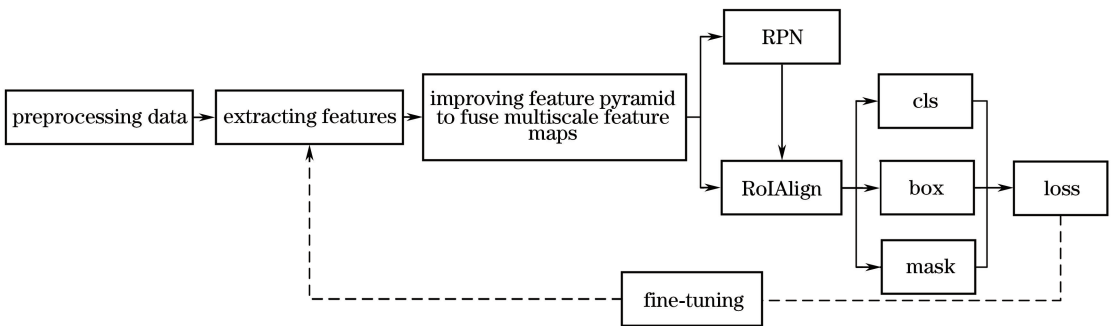 preprocessing data
extracting features
improving feature pyramid
to fuse multiscale feature
maps
RPN
RoIAlign
cls
box
mask
loss
fine-tuning